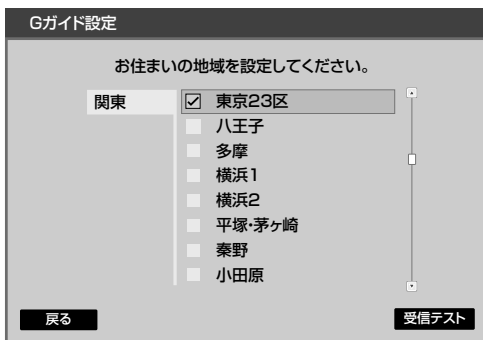 Gガイド設定
お住まいの地域を設定してください。
関東
東京23区
八王子
多摩
横浜1
横浜2
平塚・茅ヶ崎
秦野
小田原
戻る
受信テスト